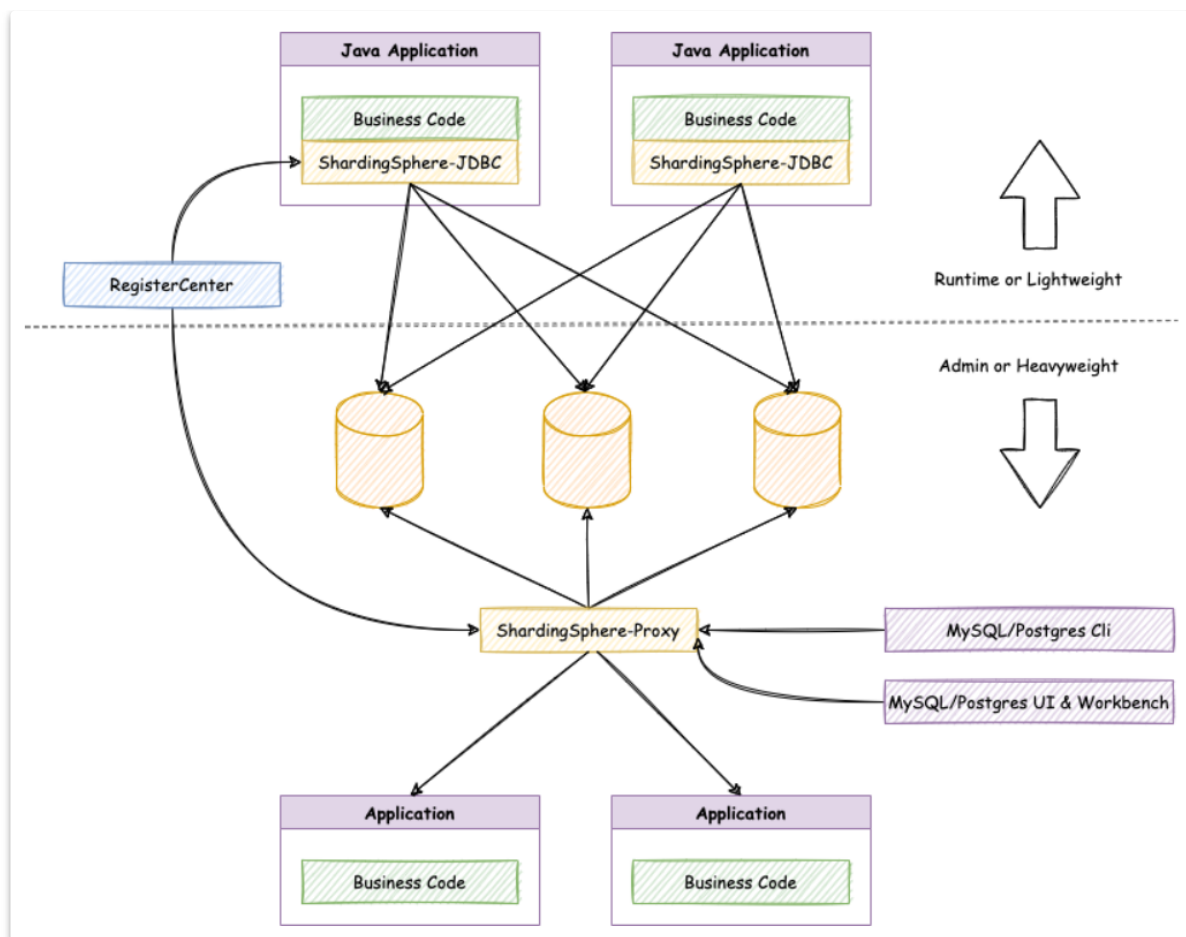 Java Application
Java Application
Business Code
Business Code
ShardingSphere-JDBC
ShardingSphere-JDBC
RegisterCenter
Runtime or Lightweight
Admin or Heavyweight
ShardingSphere-Proxy
MySQL/Postgres Cli
MySQL/Postgres UI & Workbench
Application
Application
Business Code
Business Code